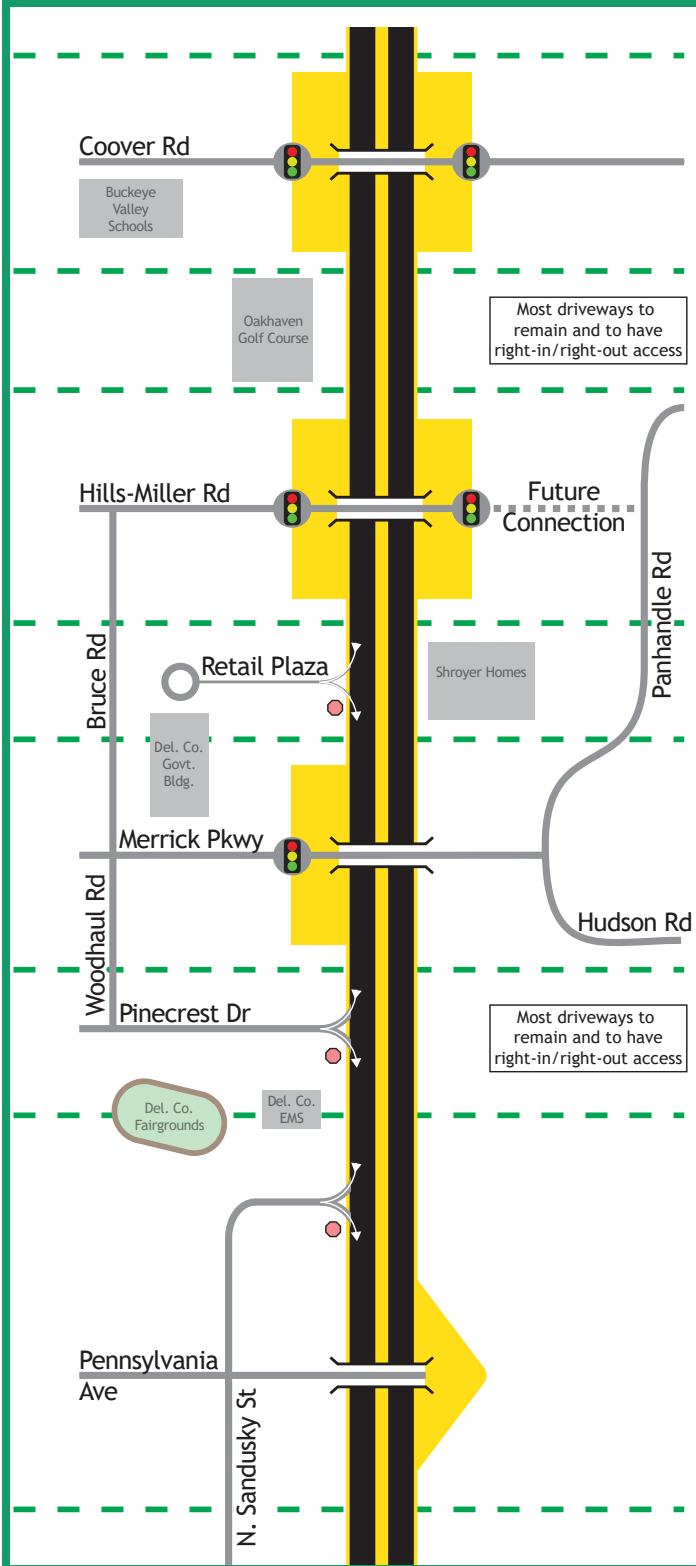 Coover Rd
Buckeye
Valley
Schools
Oakhaven
Golf Course
Most driveways to
remain and to have
right-in/right-out access
Hills-Miller Rd
Future
Connection
Bruce Rd
Panhandle Rd
Retail Plaza
Shroyer Homes
Del. Co.
Govt.
Bldg.
Merrick Pkwy
Woodhaul Rd
Hudson Rd
Pinecrest Dr
Most driveways to
remain and to have
right-in/right-out access
Del. Co.
Fairgrounds
Del. Co.
EMS
Pennsylvania
Ave
N. Sandusky St